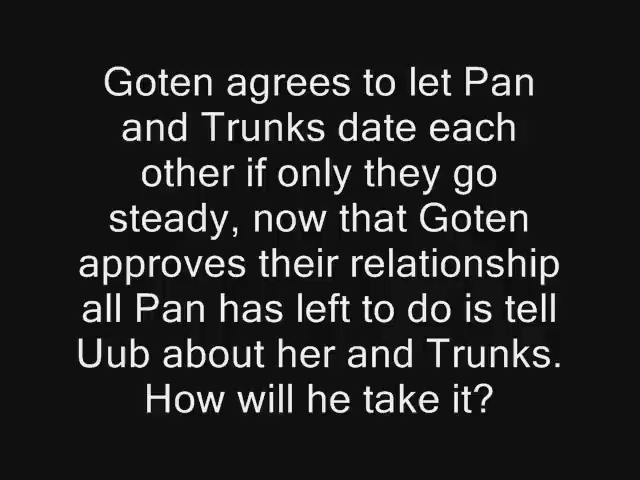 Goten agrees to let Pan
and Trunks date each
other if only they go
steady, now that Goten
approves their relationship
all Pan has left to do is tell
Uub about her and Trunks.
How will he take it?